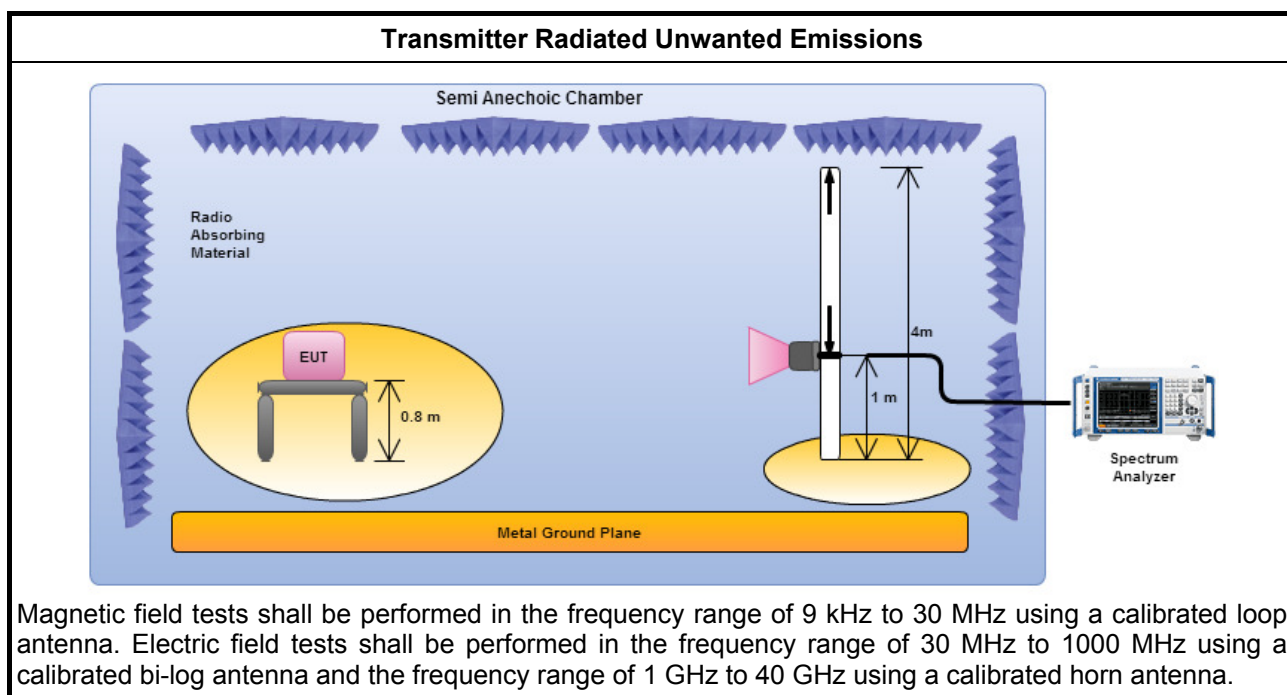 Transmitter Radiated Unwanted Emissions
Semi Anechoic Chamber
Radio
Absorbing
Material
EUT
0.8 m
4m
1 m
Spectrum
Analyzer
Metal Ground Plane
Magnetic field tests shall be performed in the frequency range of 9 kHz to 30 MHz using a calibrated loop
antenna. Electric field tests shall be performed in the frequency range of 30 MHz to 1000 MHz using a
calibrated bi-log antenna and the frequency range of 1 GHz to 40 GHz using a calibrated horn antenna.